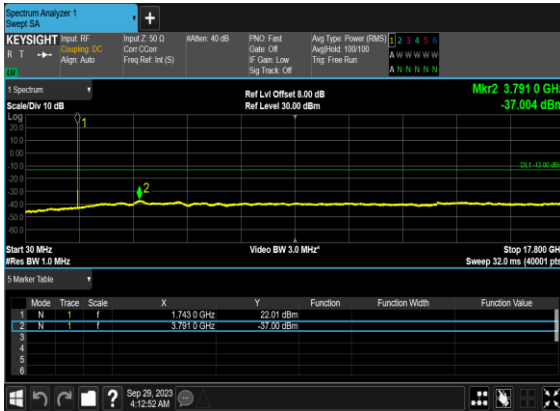 Spectrum Analyzer 1
Swept SA
KEYSIGHT Input: RF Input Z: 50 Ω #Atten: 40 dB PNO: Fast Avg Type: Power (RMS) 1 2 3 4 5 6
R T Coupling: DC Corr CCorr Gate: Off Avg|Hold: 100/100 A W W W W W
Align: Auto Freq Ref: Int (S) IF Gain: Low Trig: Free Run
Sig Track: Off A N N N N N
1 Spectrum
Scale/Div 10 dB
Ref Lvl Offset 8.00 dB
Ref Level 30.00 dBm
Mkr2 3.791 0 GHz
-37.004 dBm
Log
1
20.0
10.0
0.00
-10.0
DL1 -13.00 dBm
-20.0
-30.0
2
-40.0
-50.0
-60.0
Start 30 MHz Video BW 3.0 MHz* Stop 17.800 GHz
#Res BW 1.0 MHz Sweep 32.0 ms (40001 pts)
5 Marker Table
Mode Trace Scale X Y Function Function Width Function Value
1 N 1 f 1.743 0 GHz 22.01 dBm
2 N 1 f 3.791 0 GHz -37.00 dBm
3
4
5
6
Sep 29, 2023
4:12:52 AM